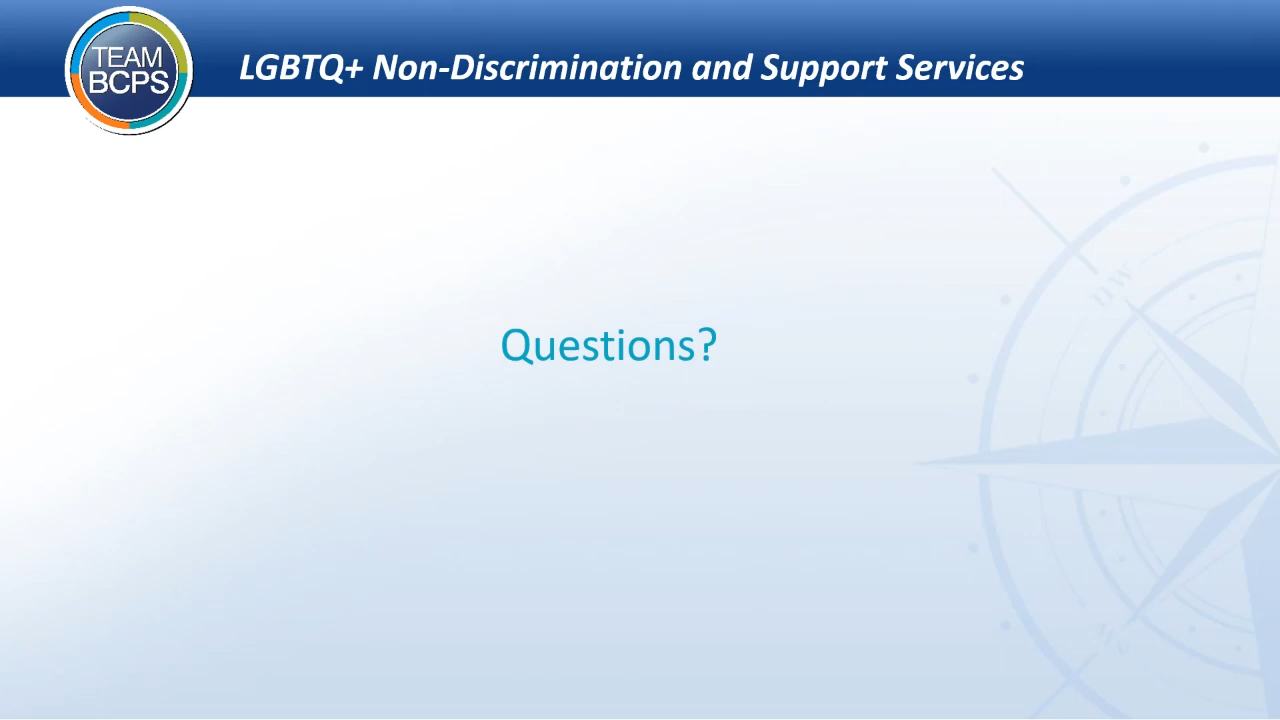 TEAM
BCPS
LGBTQ+ Non-Discrimination and Support Services
Questions?